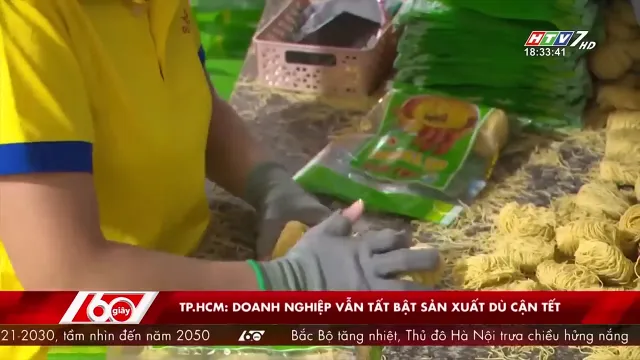 HTV7 HD
18:33:41
60 giây
TP.HCM: DOANH NGHIỆP VẪN TẤT BẬT SẢN XUẤT DÙ CẬN TẾT
21-2030, tầm nhìn đến năm 2050 60 Bắc Bộ tăng nhiệt, Thủ đô Hà Nội trưa chiều hửng nắng